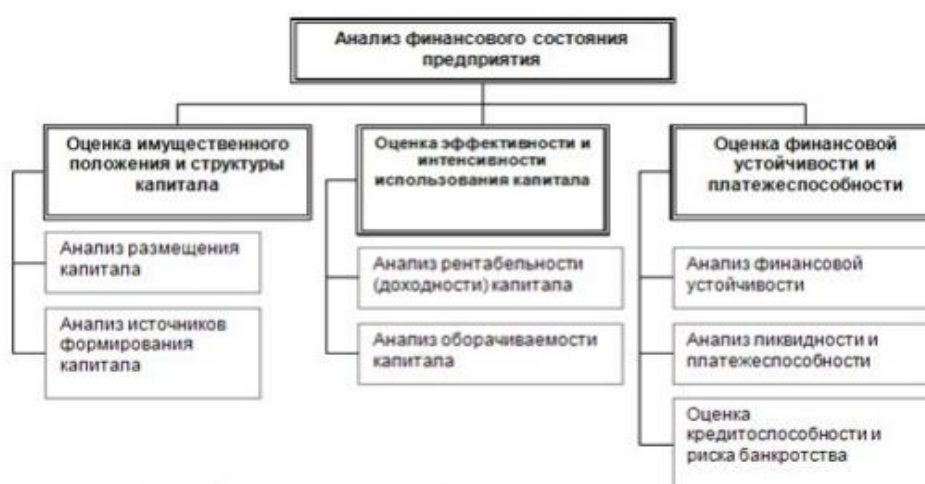 Анализ финансового состояния
предприятия
Оценка имущественного
положения и структуры
капитала
Анализ размещения
капитала
Анализ источников
формирования
капитала
Оценка эффективности и
интенсивности
использования капитала
Анализ рентабельности
(доходности) капитала
Анализ оборачиваемости
капитала
Оценка финансовой
устойчивости и
платежеспособности
Анализ финансовой
устойчивости
Анализ ликвидности и
платежеспособности
Оценка
кредитоспособности и
риска банкротства